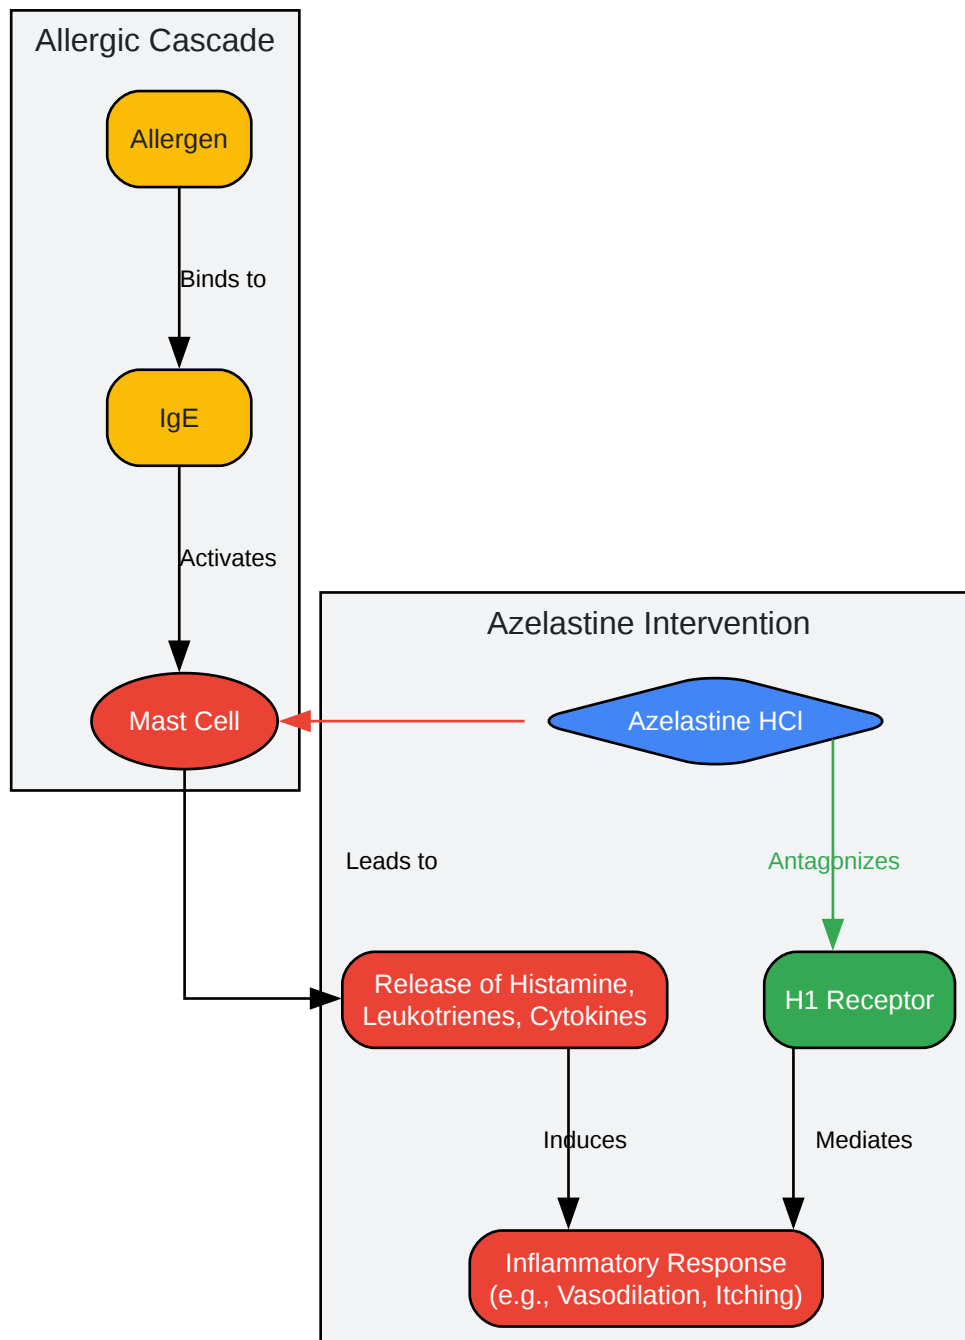 Allergic Cascade
Allergen
Binds to
IgE
Activates
Azelastine Intervention
Mast Cell
Azelastine HCl
Leads to
Antagonizes
Release of Histamine,
Leukotrienes, Cytokines
H1 Receptor
Induces
Mediates
Inflammatory Response
(e.g., Vasodilation, Itching)